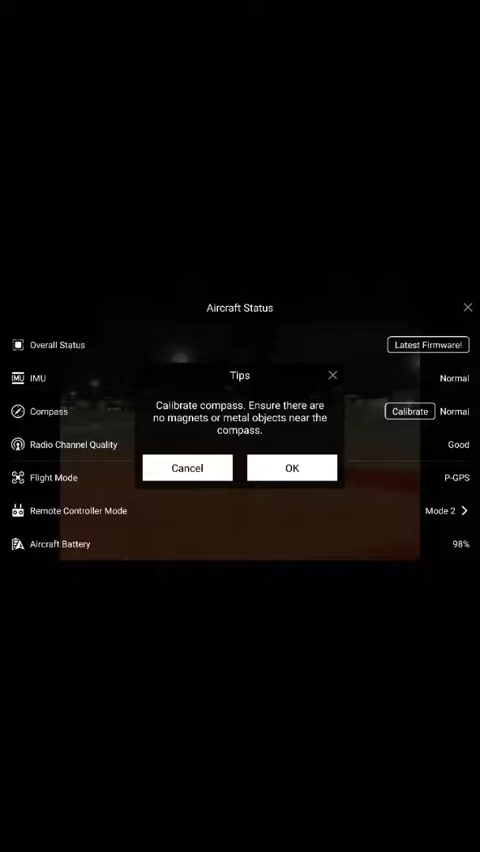 Aircraft Status
Overall Status Latest Firmware!
Tips
IMU Normal
Calibrate compass. Ensure there are
no magnets or metal objects near the
compass.
Compass Calibrate Normal
Radio Channel Quality Good
Cancel OK
Flight Mode P-GPS
Remote Controller Mode Mode 2
Aircraft Battery 98%